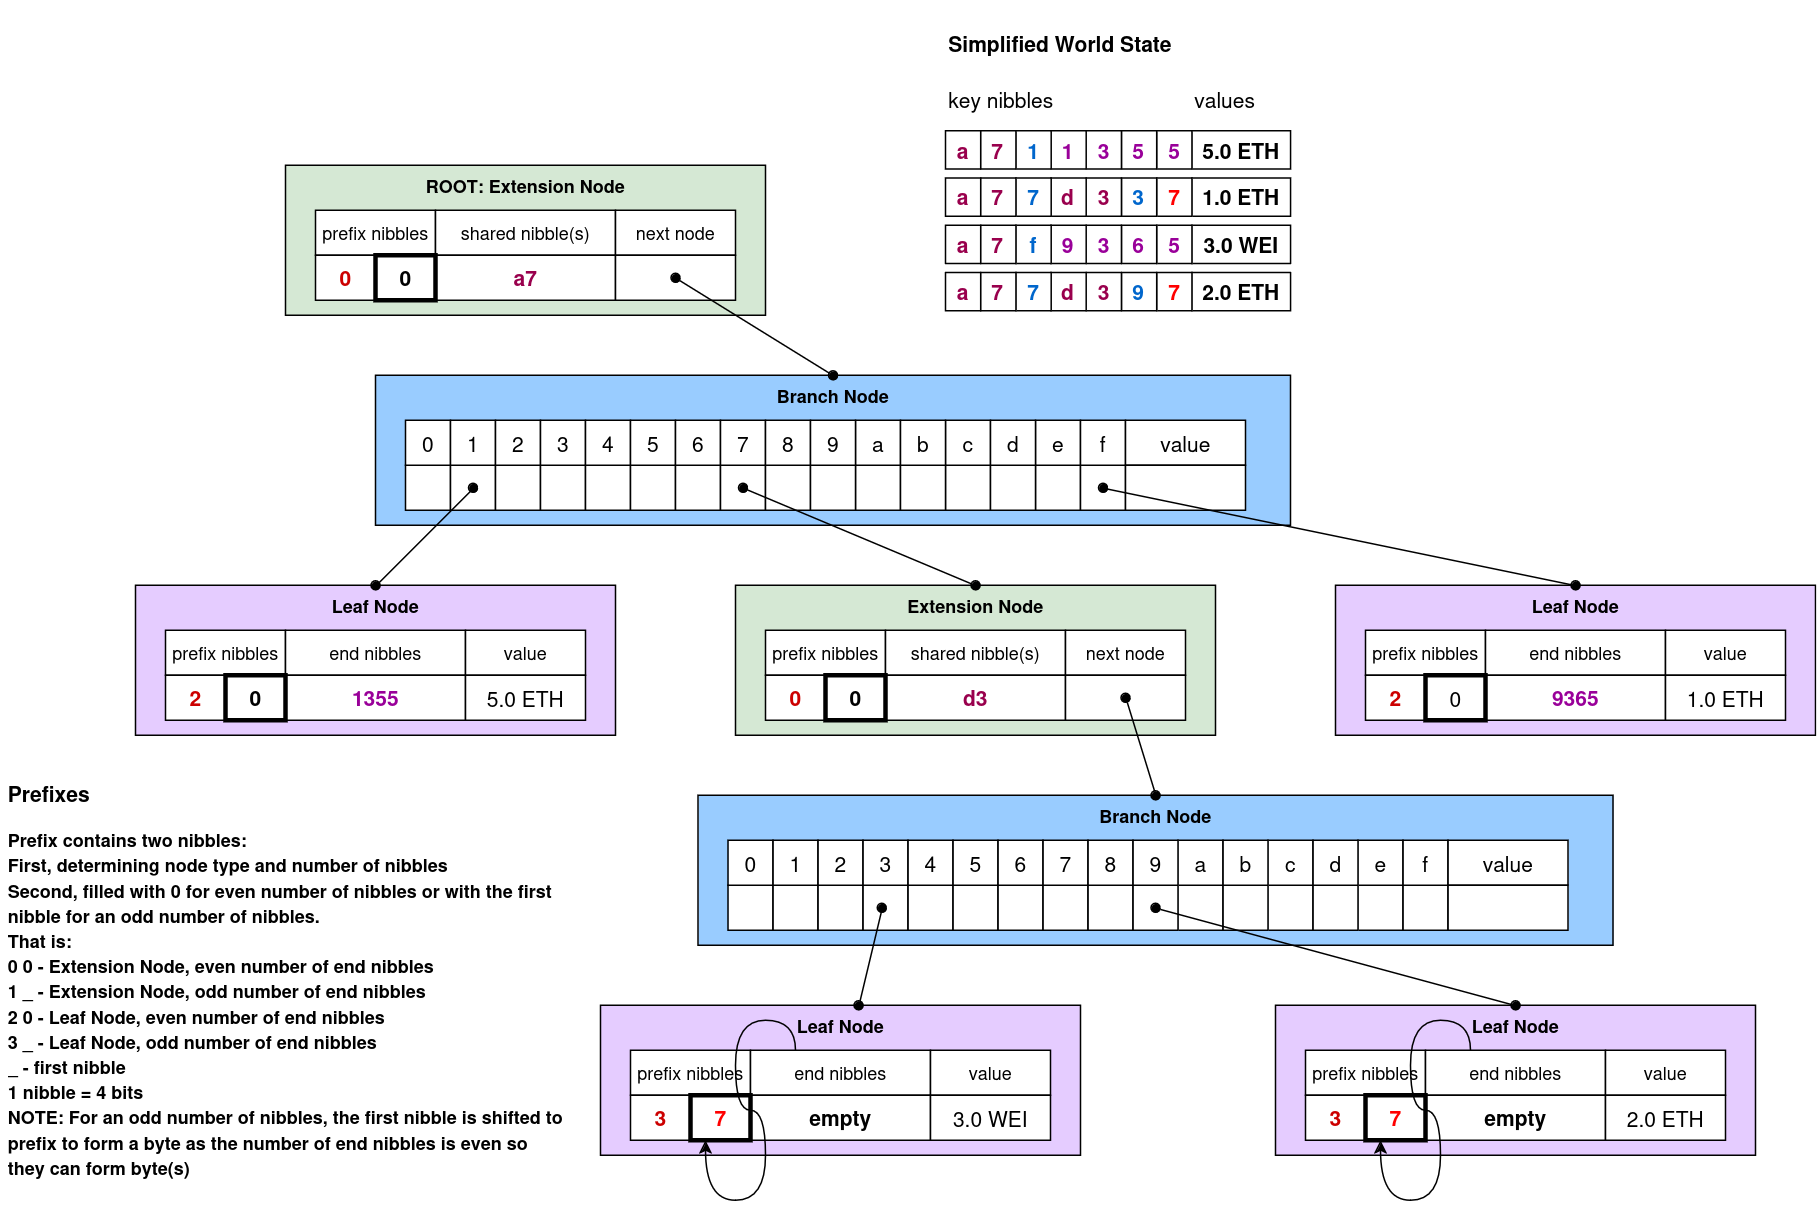 Simplified World State
key nibbles values
a 7 1 1 3 5 5 5.0 ETH
a 7 7 d 3 3 7 1.0 ETH
a 7 f 9 3 6 5 3.0 WEI
a 7 7 d 3 9 7 2.0 ETH
ROOT: Extension Node
prefix nibbles shared nibble(s) next node
0 0 a7
Branch Node
0 1 2 3 4 5 6 7 8 9 a b c d e f value
Leaf Node
prefix nibbles end nibbles value
2 0 1355 5.0 ETH
Extension Node
prefix nibbles shared nibble(s) next node
0 0 d3
Leaf Node
prefix nibbles end nibbles value
2 0 9365 1.0 ETH
Branch Node
0 1 2 3 4 5 6 7 8 9 a b c d e f value
Leaf Node
prefix nibbles end nibbles value
3 7 empty 3.0 WEI
Leaf Node
prefix nibbles end nibbles value
3 7 empty 2.0 ETH
Prefixes
Prefix contains two nibbles:
First, determining node type and number of nibbles
Second, filled with 0 for even number of nibbles or with the first
nibble for an odd number of nibbles.
That is:
0 0 - Extension Node, even number of end nibbles
1 _ - Extension Node, odd number of end nibbles
2 0 - Leaf Node, even number of end nibbles
3 _ - Leaf Node, odd number of end nibbles
_ - first nibble
1 nibble = 4 bits
NOTE: For an odd number of nibbles, the first nibble is shifted to
prefix to form a byte as the number of end nibbles is even so
they can form byte(s)